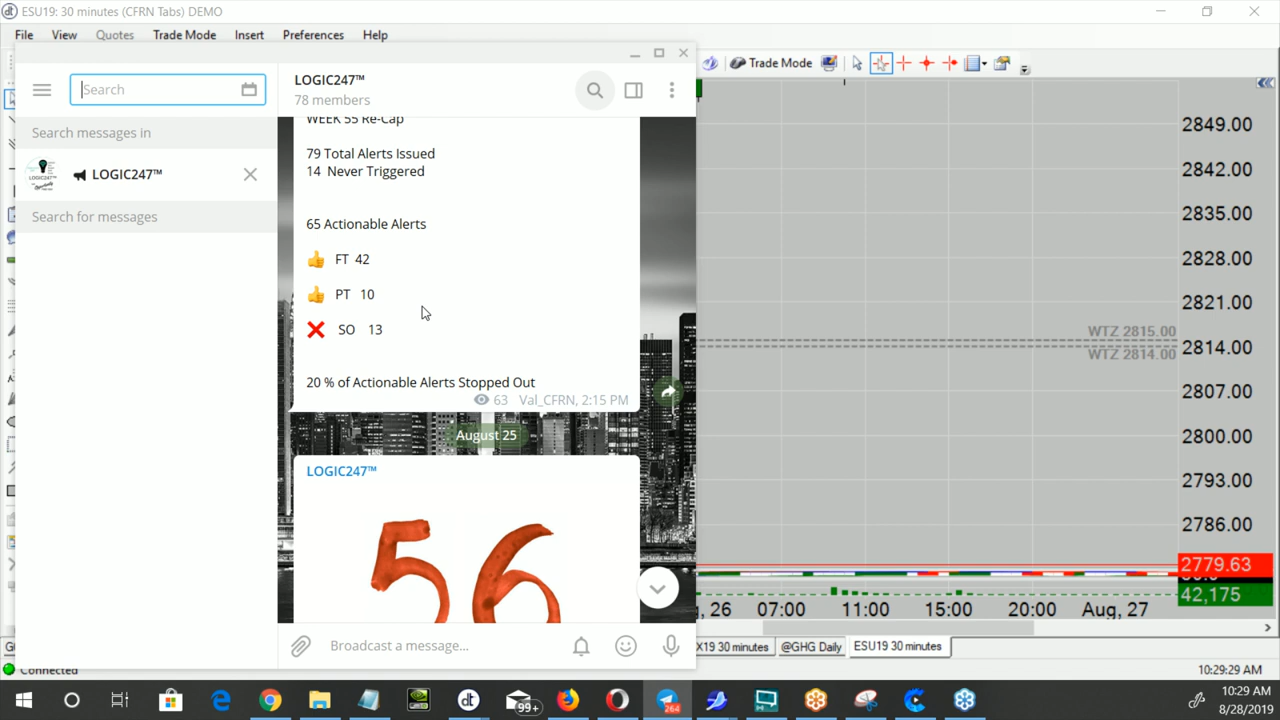 ESU19: 30 minutes (CFRN Tabs) DEMO
File View Quotes Trade Mode Insert Preferences Help
Trade Mode
Search
LOGIC247™
78 members
Search messages in
LOGIC247™
Search for messages
WEEK 55 Re-Cap
79 Total Alerts Issued
14 Never Triggered
65 Actionable Alerts
👍 FT 42
👍 PT 10
❌ SO 13
20 % of Actionable Alerts Stopped Out
63 Val_CFRN, 2:15 PM
August 25
LOGIC247™
56
Broadcast a message...
2849.00
2842.00
2835.00
2828.00
2821.00
WTZ 2815.00
2814.00
WTZ 2814.00
2807.00
2800.00
2793.00
2786.00
2779.63
42,175
, 26 07:00 11:00 15:00 20:00 Aug, 27
X19 30 minutes @GHG Daily ESU19 30 minutes
Connected
10:29:29 AM
99+
264
10:29 AM
8/28/2019